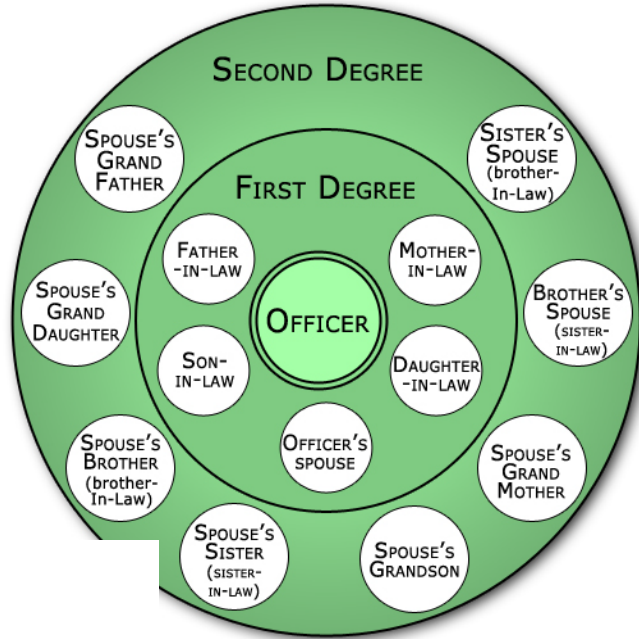 SECOND DEGREE
SPOUSE'S
GRAND
FATHER
SISTER'S
SPOUSE
(brother-
In-Law)
FIRST DEGREE
FATHER
-IN-LAW
MOTHER-
IN-LAW
SPOUSE'S
GRAND
DAUGHTER
OFFICER
BROTHER'S
SPOUSE
(SISTER-
IN-LAW)
SON-
IN-LAW
DAUGHTER
-IN-LAW
SPOUSE'S
BROTHER
(brother-
In-Law)
OFFICER'S
SPOUSE
SPOUSE'S
GRAND
MOTHER
SPOUSE'S
SISTER
(SISTER-
IN-LAW)
SPOUSE'S
GRANDSON